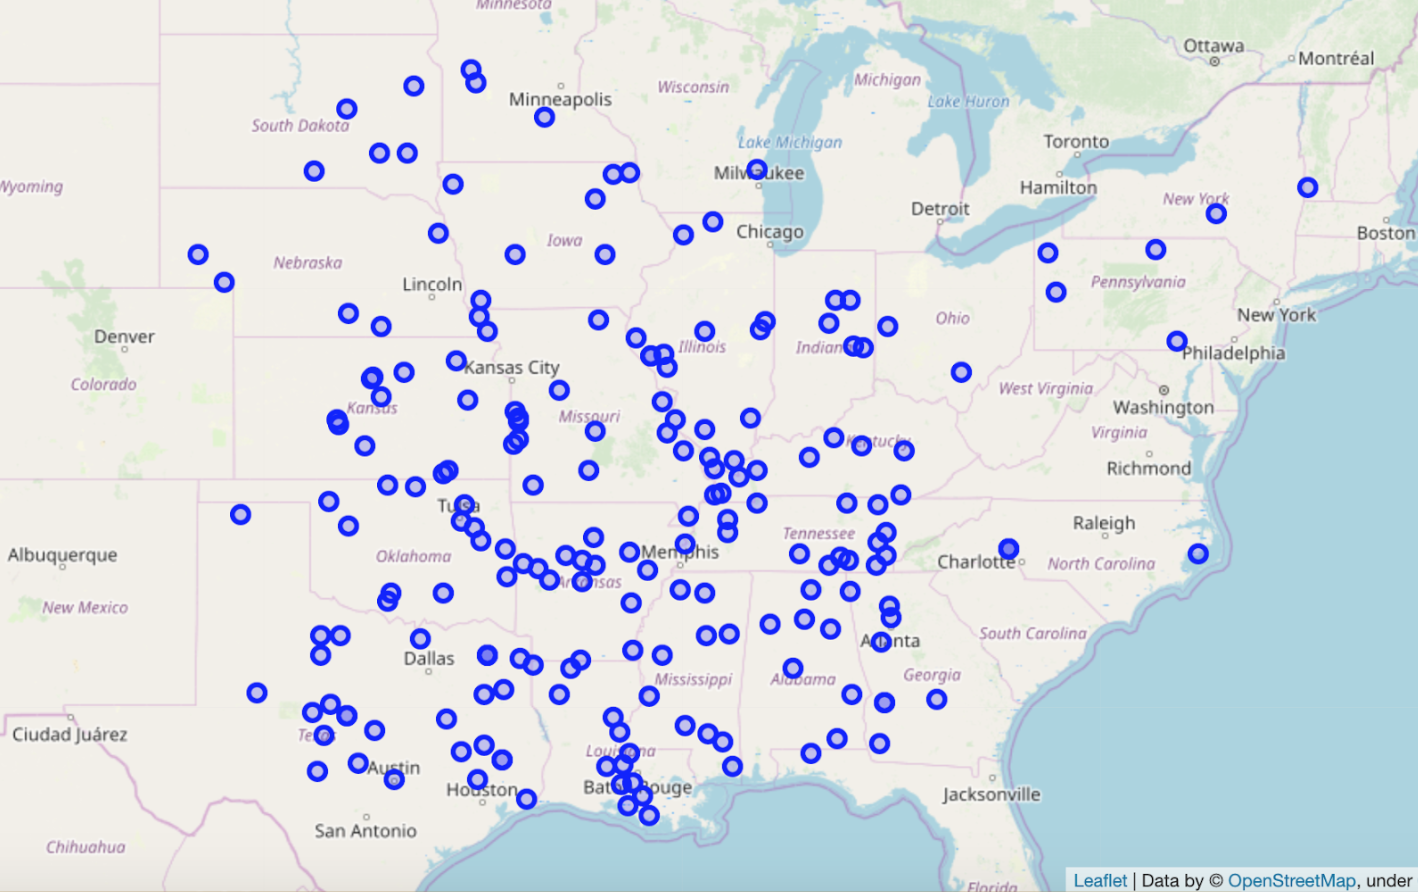 Minnesota
Ottawa
Montréal
Minneapolis
Wisconsin
Michigan
Lake Huron
South Dakota
Toronto
Lake Michigan
Wyoming
Milwaukee
Hamilton
New York
Detroit
Boston
Chicago
Iowa
Nebraska
Lincoln
Pennsylvania
New York
Ohio
Denver
Illinois
Indiana
Philadelphia
Kansas City
Colorado
West Virginia
Kansas
Missouri
Washington
Kentucky
Virginia
Richmond
Tulsa
Raleigh
Tennessee
Albuquerque
Oklahoma
Memphis
Charlotte
North Carolina
Arkansas
New Mexico
South Carolina
Atlanta
Dallas
Mississippi
Alabama
Georgia
Ciudad Juárez
Texas
Louisiana
Austin
Houston
Baton Rouge
Jacksonville
San Antonio
Chihuahua
Leaflet | Data by © OpenStreetMap, under
Florida